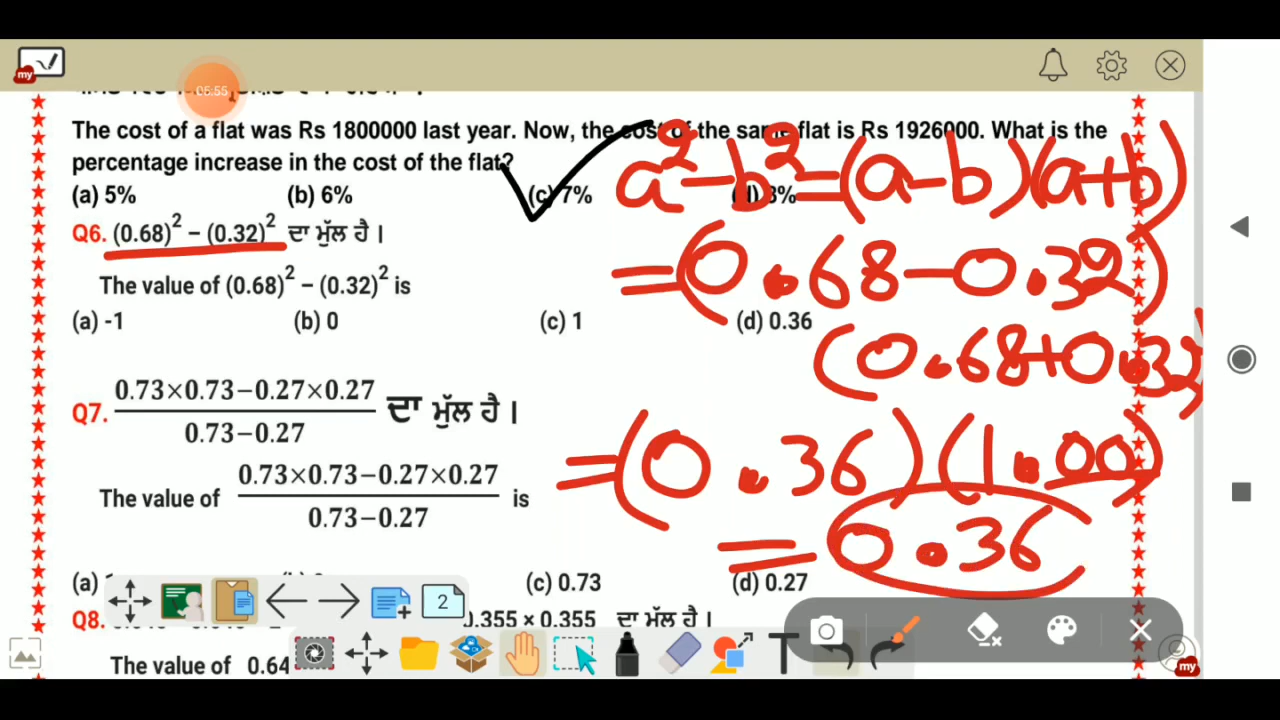 The cost of a flat was Rs 1800000 last year. Now, the cost of the same flat is Rs 1926000. What is the
percentage increase in the cost of the flat?
(a) 5% (b) 6% (c) 7% (d) 8%
Q6. (0.68)² − (0.32)² ਦਾ ਮੁੱਲ ਹੈ ।
The value of (0.68)² − (0.32)² is
(a) -1 (b) 0 (c) 1 (d) 0.36
Q7. 0.73×0.73−0.27×0.27
0.73−0.27
ਦਾ ਮੁੱਲ ਹੈ ।
The value of 0.73×0.73−0.27×0.27
0.73−0.27
is
(a) (c) 0.73 (d) 0.27
Q8. 0.355 × 0.355 ਦਾ ਮੁੱਲ ਹੈ ।
The value of 0.64
a² − b² = (a−b)(a+b)
= (0.68−0.32)
(0.68+0.32)
= (0.36)(1.00)
= 0.36
06:55
my
2
T
my